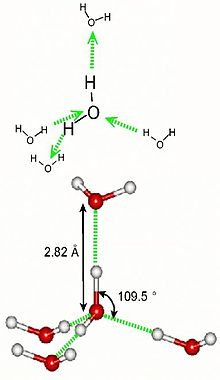 H O H
H
H O
H O H
H O H
H O H
2.82 Å
109.5 °